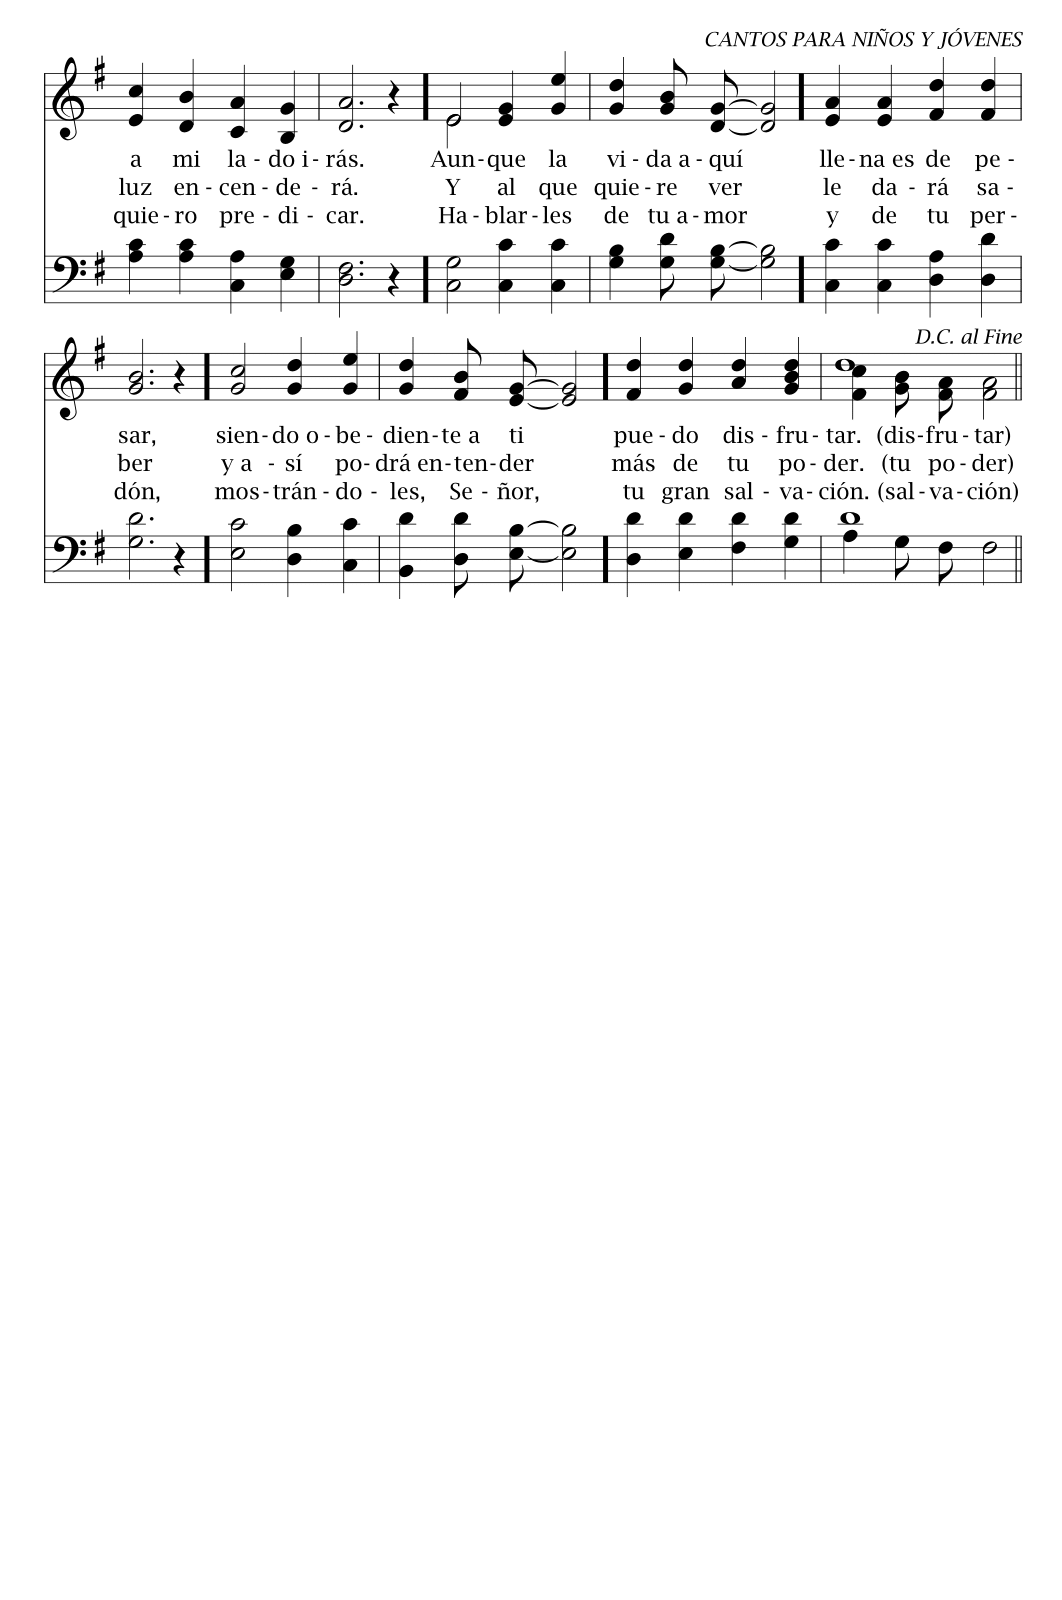 CANTOS PARA NIÑOS Y JÓVENES
a mi la - do i - rás. Aun - que la vi - da a - quí lle - na es de pe -
luz en - cen - de - rá. Y al que quie - re ver le da - rá sa -
quie - ro pre - di - car. Ha - blar - les de tu a - mor y de tu per -
D.C. al Fine
sar, sien - do o - be - dien - te a ti pue - do dis - fru - tar. (dis - fru - tar)
ber y a - sí po - drá en - ten - der más de tu po - der. (tu po - der)
dón, mos - trán - do - les, Se - ñor, tu gran sal - va - ción. (sal - va - ción)